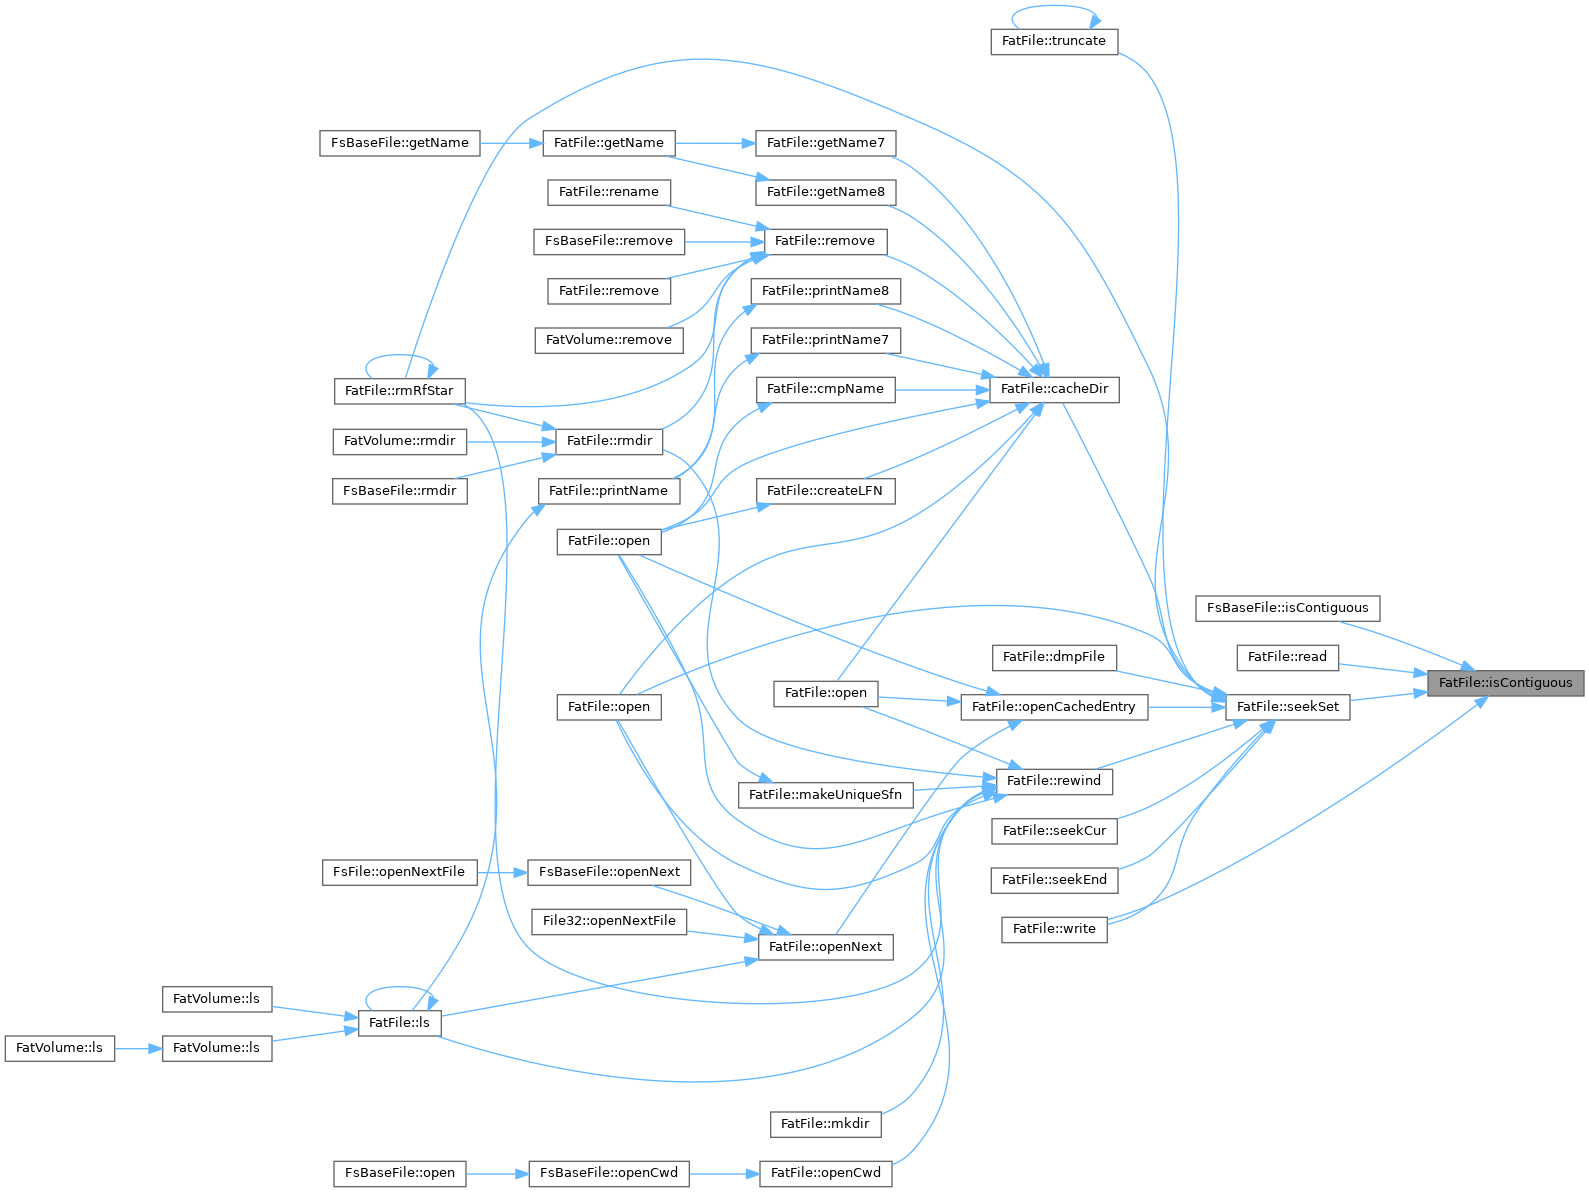 FatFile::truncate
FsBaseFile::getName
FatFile::getName
FatFile::getName7
FatFile::rename
FatFile::getName8
FsBaseFile::remove
FatFile::remove
FatFile::remove
FatFile::printName8
FatVolume::remove
FatFile::printName7
FatFile::rmRfStar
FatFile::cmpName
FatFile::cacheDir
FatVolume::rmdir
FatFile::rmdir
FsBaseFile::rmdir
FatFile::printName
FatFile::createLFN
FatFile::open
FsBaseFile::isContiguous
FatFile::dmpFile
FatFile::read
FatFile::isContiguous
FatFile::open
FatFile::open
FatFile::openCachedEntry
FatFile::seekSet
FatFile::makeUniqueSfn
FatFile::rewind
FatFile::seekCur
FsFile::openNextFile
FsBaseFile::openNext
FatFile::seekEnd
File32::openNextFile
FatFile::openNext
FatFile::write
FatVolume::ls
FatFile::ls
FatVolume::ls
FatVolume::ls
FatFile::mkdir
FsBaseFile::open
FsBaseFile::openCwd
FatFile::openCwd